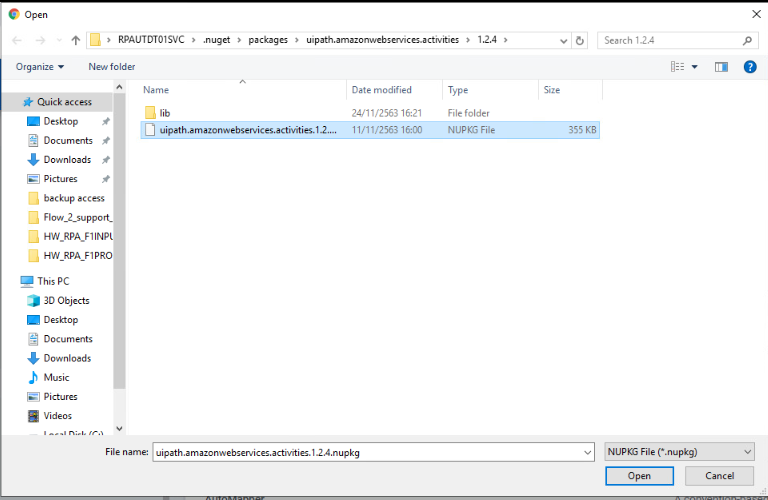 Open
RPAUTDT01SVC > .nuget > packages > uipath.amazonwebservices.activities > 1.2.4 >
Search 1.2.4
Organize
New folder
Name
Date modified
Type
Size
Quick access
Desktop
Documents
Downloads
Pictures
backup access
Flow_2_support_
HW_RPA_F1INPU
HW_RPA_F1PRO
This PC
3D Objects
Desktop
Documents
Downloads
Music
Pictures
Videos
Local Disk (C:)
lib 24/11/2563 16:21 File folder
uipath.amazonwebservices.activities.1.2.... 11/11/2563 16:00 NUPKG File 355 KB
File name: uipath.amazonwebservices.activities.1.2.4.nupkg
NUPKG File (*.nupkg)
Open
Cancel
AutoMapper
A convention-based